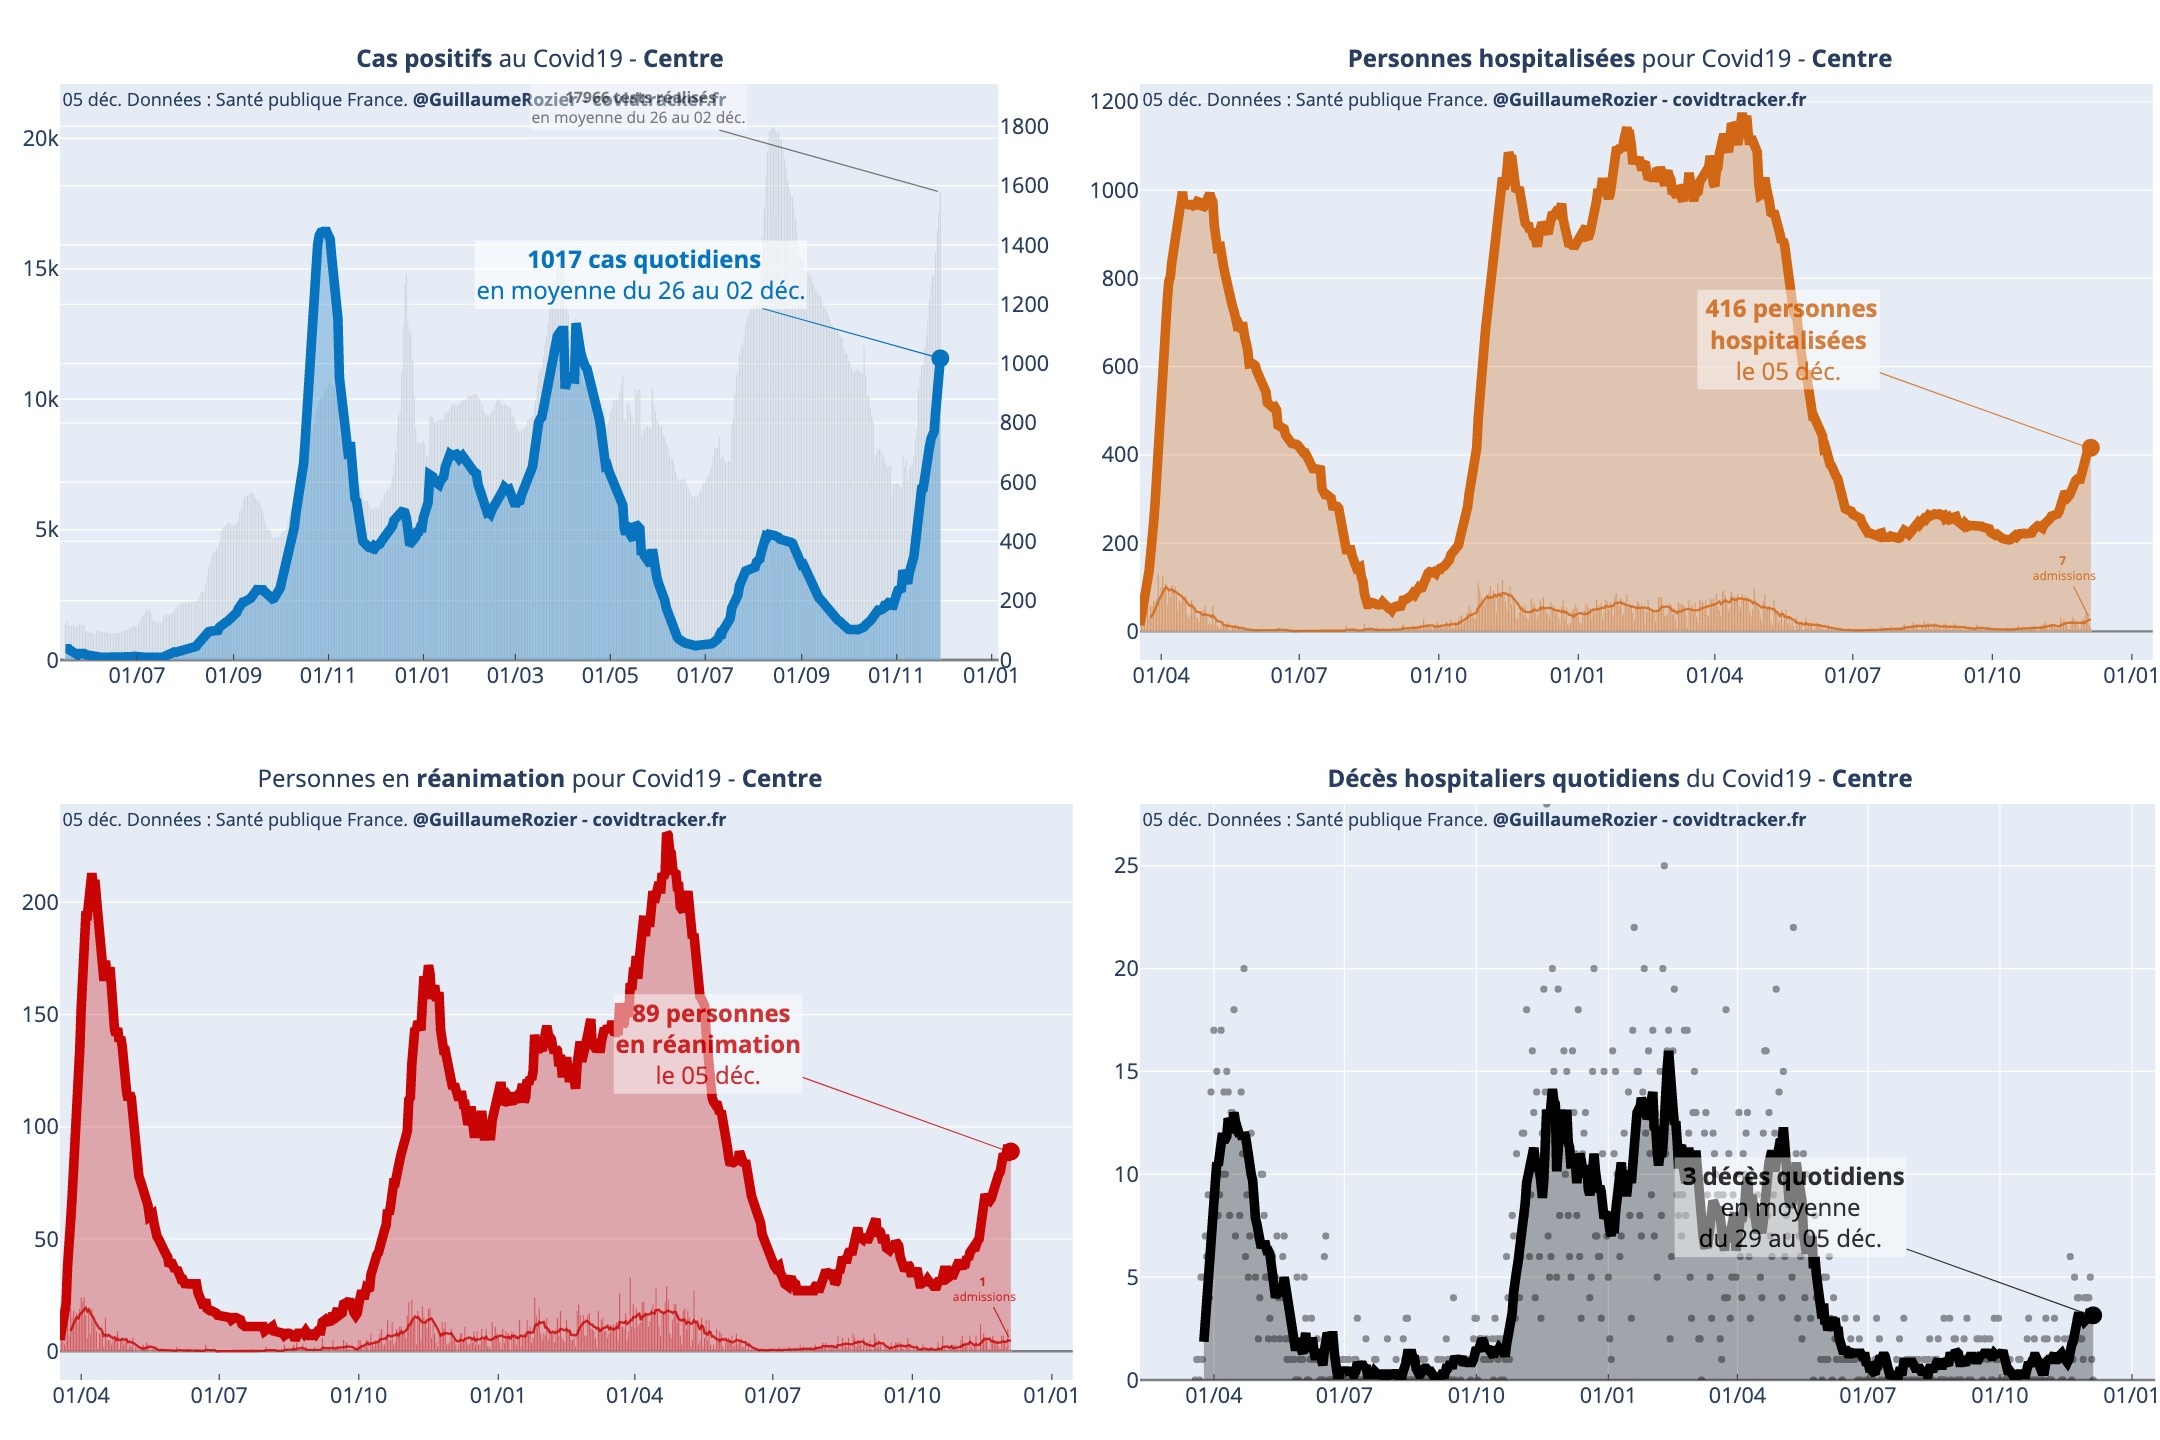 Cas positifs au Covid19 - Centre
05 déc. Données : Santé publique France. @GuillaumeRozier - covidtracker.fr
17966 tests réalisés
en moyenne du 26 au 02 déc.
1017 cas quotidiens
en moyenne du 26 au 02 déc.
20k
15k
10k
5k
0
1800
1600
1400
1200
1000
800
600
400
200
0
01/07 01/09 01/11 01/01 01/03 01/05 01/07 01/09 01/11 01/01
Personnes hospitalisées pour Covid19 - Centre
05 déc. Données : Santé publique France. @GuillaumeRozier - covidtracker.fr
1200
1000
800
600
400
200
0
416 personnes
hospitalisées
le 05 déc.
7
admissions
01/04 01/07 01/10 01/01 01/04 01/07 01/10 01/01
Personnes en réanimation pour Covid19 - Centre
05 déc. Données : Santé publique France. @GuillaumeRozier - covidtracker.fr
200
150
100
50
0
89 personnes
en réanimation
le 05 déc.
1
admissions
01/04 01/07 01/10 01/01 01/04 01/07 01/10 01/01
Décès hospitaliers quotidiens du Covid19 - Centre
05 déc. Données : Santé publique France. @GuillaumeRozier - covidtracker.fr
25
20
15
10
5
0
3 décès quotidiens
en moyenne
du 29 au 05 déc.
01/04 01/07 01/10 01/01 01/04 01/07 01/10 01/01